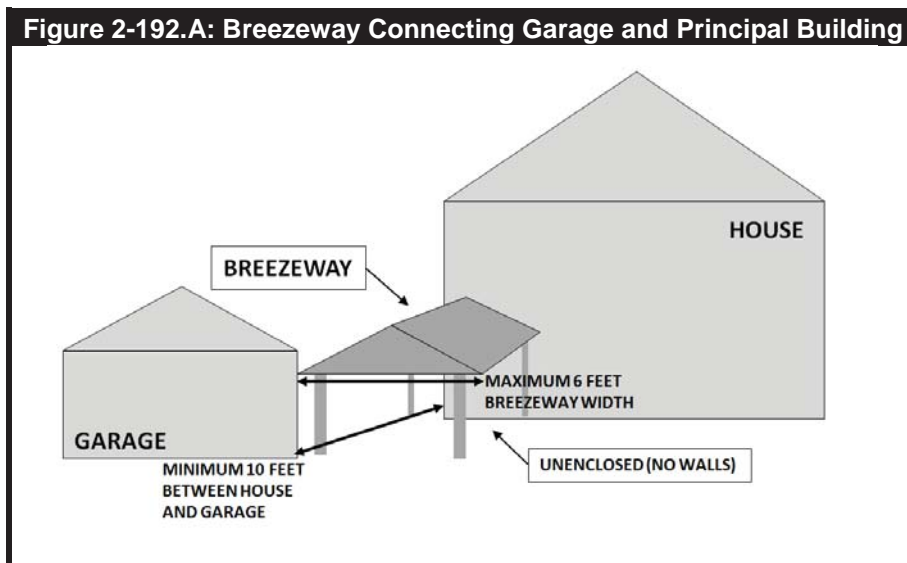 Figure 2-192.A: Breezeway Connecting Garage and Principal Building
HOUSE
BREEZEWAY
MAXIMUM 6 FEET
BREEZEWAY WIDTH
GARAGE
MINIMUM 10 FEET
BETWEEN HOUSE
AND GARAGE
UNENCLOSED (NO WALLS)